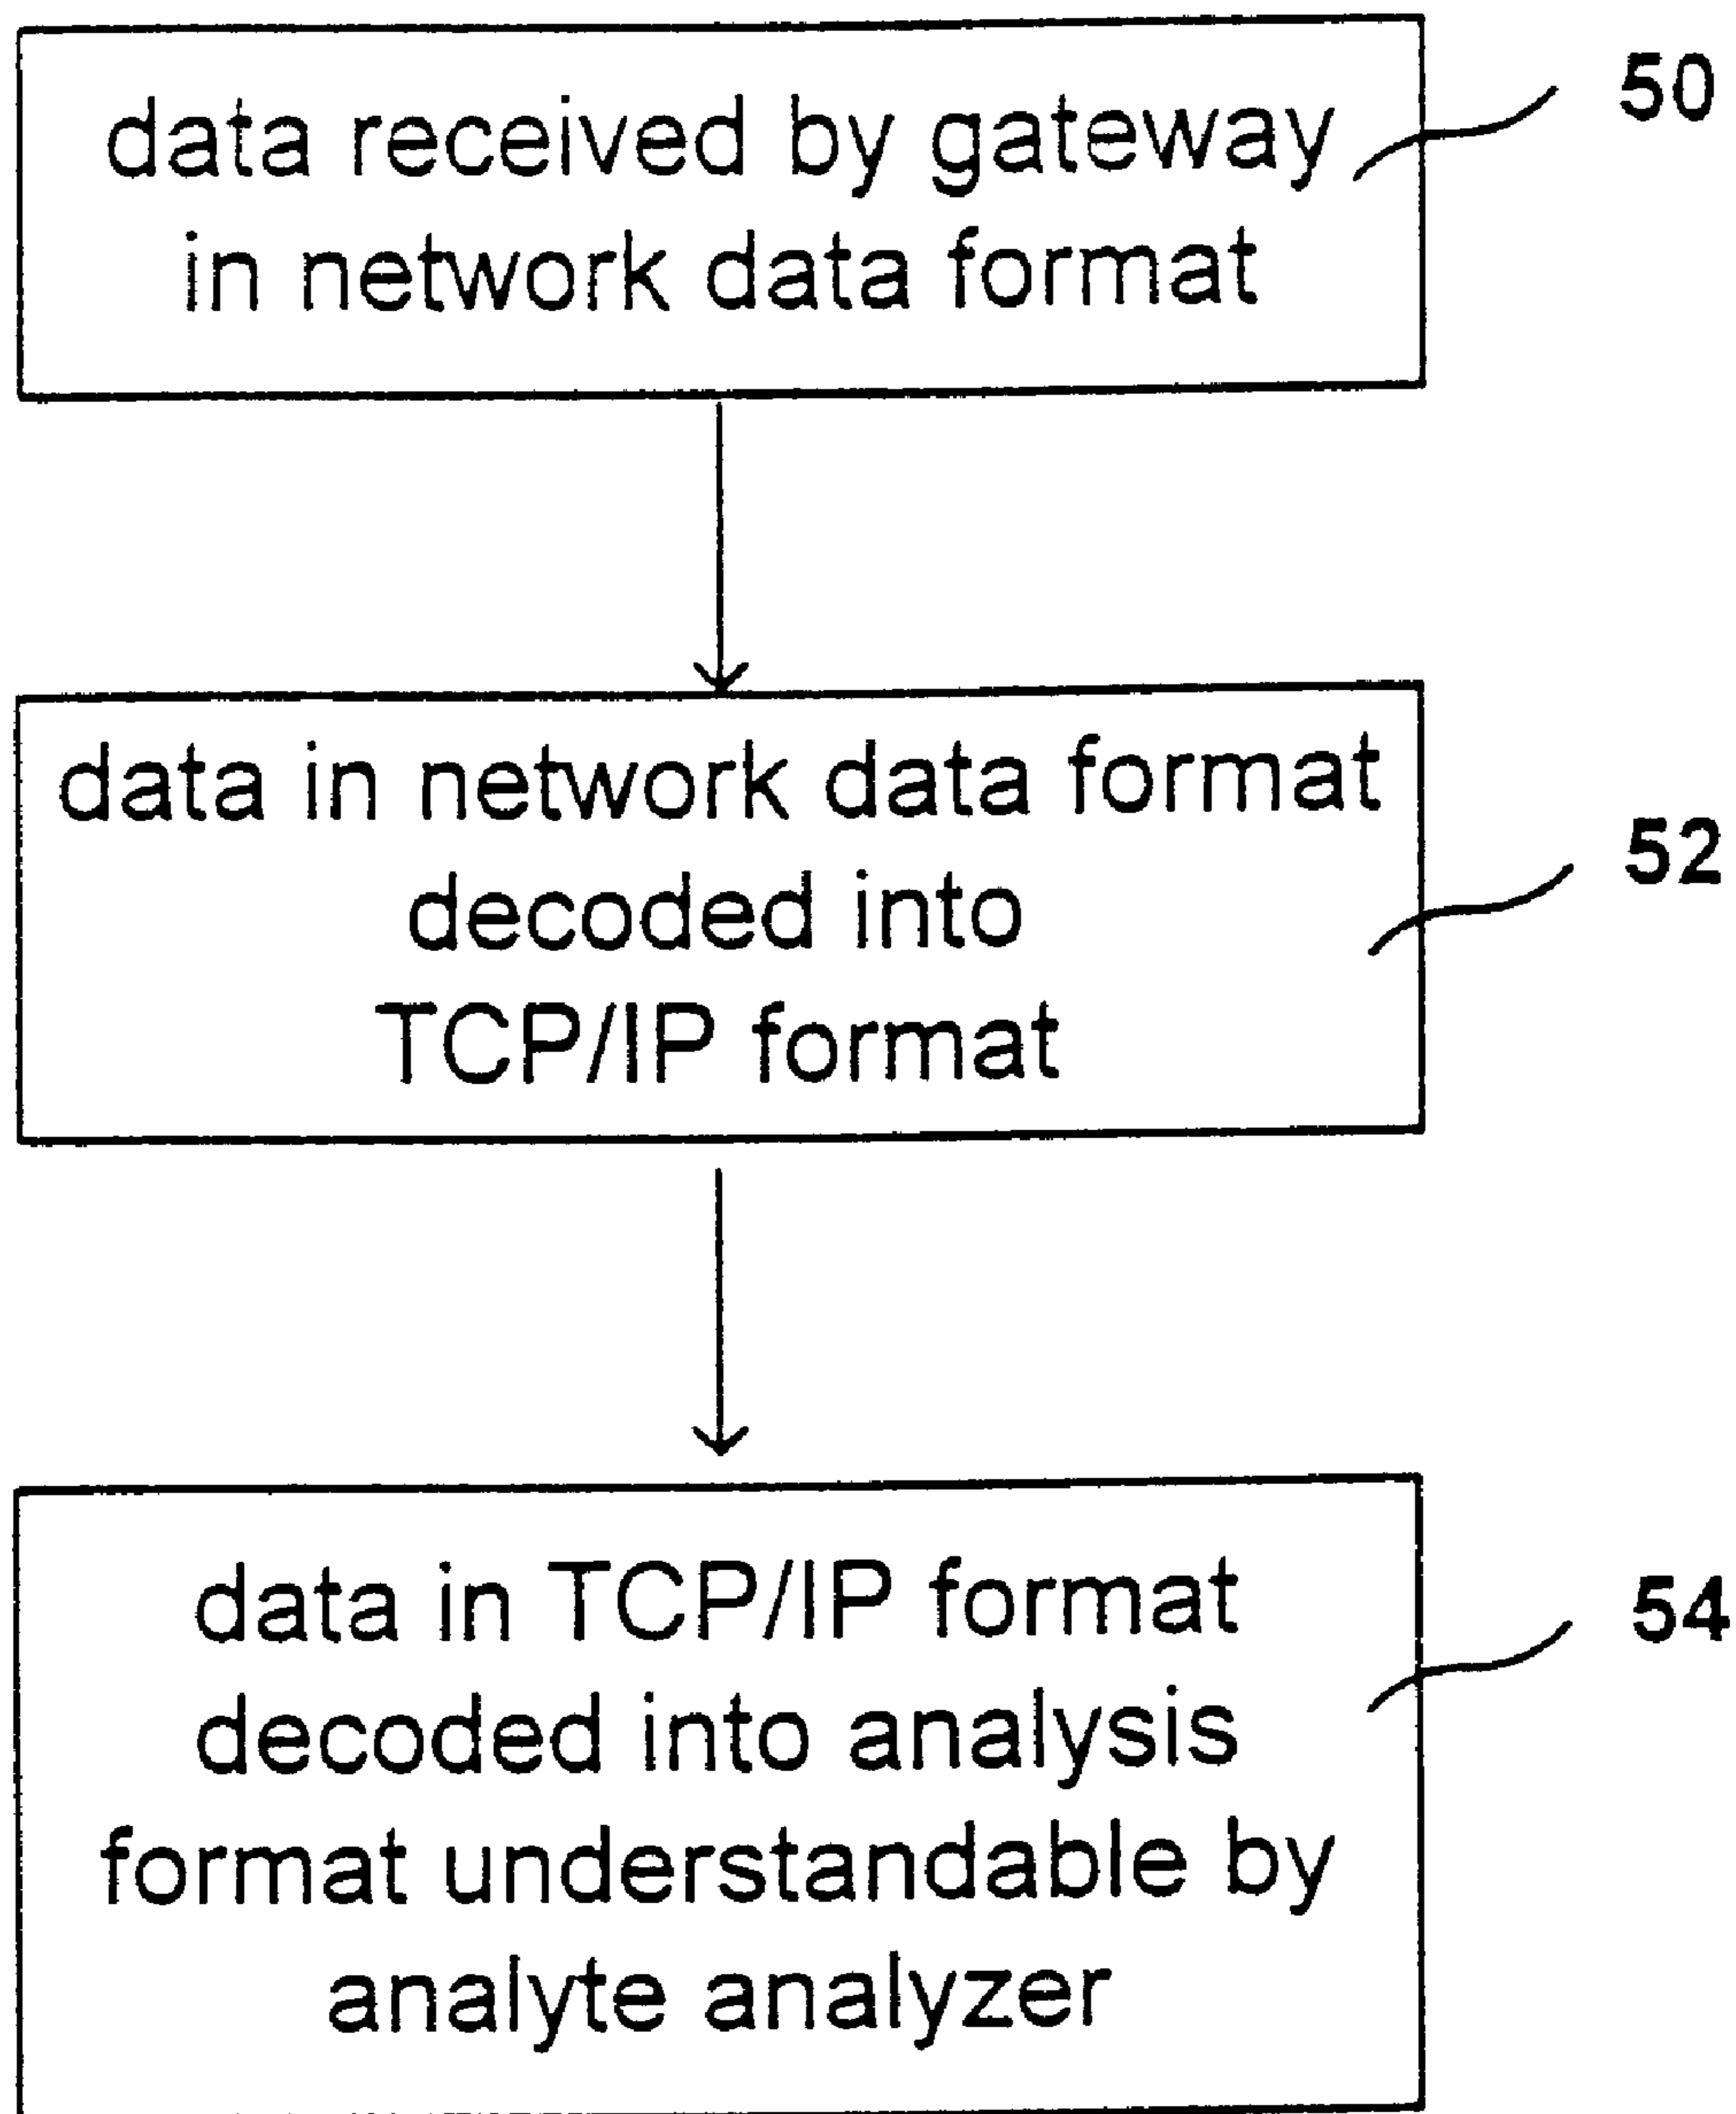 data received by gateway
in network data format
50
data in network data format
decoded into
TCP/IP format
52
data in TCP/IP format
decoded into analysis
format understandable by
analyte analyzer
54